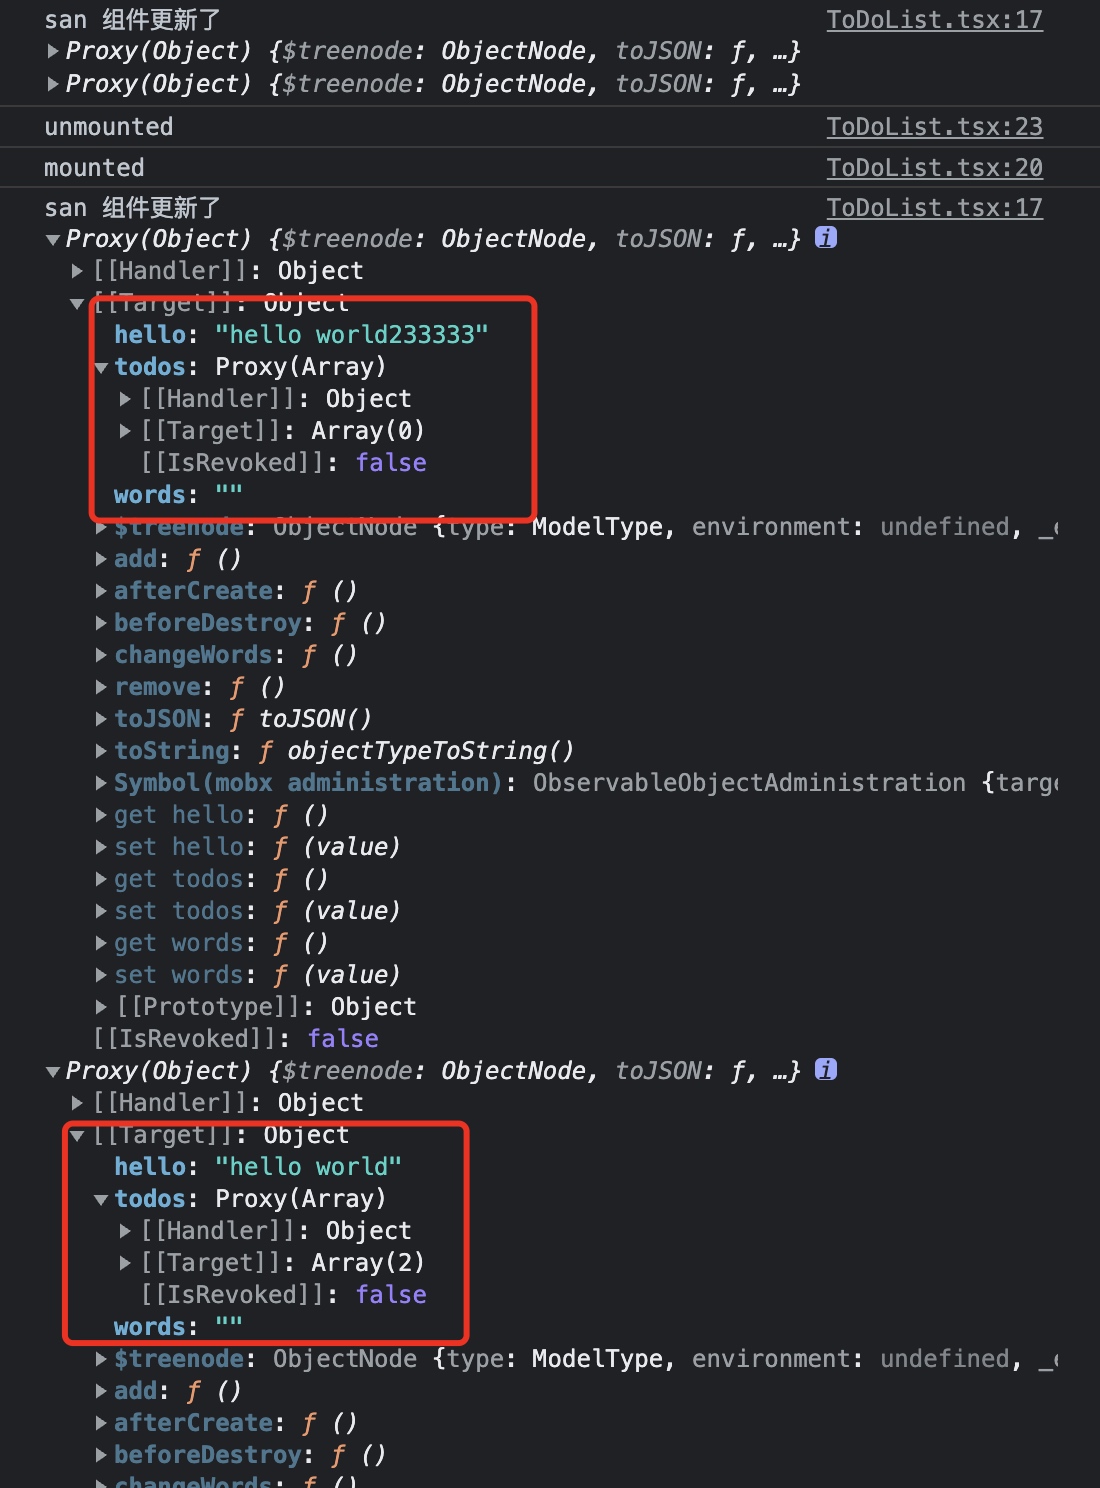 san 组件更新了 ToDoList.tsx:17
Proxy(Object) {$treenode: ObjectNode, toJSON: ƒ, …}
Proxy(Object) {$treenode: ObjectNode, toJSON: ƒ, …}
unmounted ToDoList.tsx:23
mounted ToDoList.tsx:20
san 组件更新了 ToDoList.tsx:17
Proxy(Object) {$treenode: ObjectNode, toJSON: ƒ, …} i
[[Handler]]: Object
[[Target]]: Object
hello: "hello world233333"
todos: Proxy(Array)
[[Handler]]: Object
[[Target]]: Array(0)
[[IsRevoked]]: false
words: ""
$treenode: ObjectNode {type: ModelType, environment: undefined, _
add: ƒ ()
afterCreate: ƒ ()
beforeDestroy: ƒ ()
changeWords: ƒ ()
remove: ƒ ()
toJSON: ƒ toJSON()
toString: ƒ objectTypeToString()
Symbol(mobx administration): ObservableObjectAdministration {targe
get hello: ƒ ()
set hello: ƒ (value)
get todos: ƒ ()
set todos: ƒ (value)
get words: ƒ ()
set words: ƒ (value)
[[Prototype]]: Object
[[IsRevoked]]: false
Proxy(Object) {$treenode: ObjectNode, toJSON: ƒ, …} i
[[Handler]]: Object
[[Target]]: Object
hello: "hello world"
todos: Proxy(Array)
[[Handler]]: Object
[[Target]]: Array(2)
[[IsRevoked]]: false
words: ""
$treenode: ObjectNode {type: ModelType, environment: undefined, _
add: ƒ ()
afterCreate: ƒ ()
beforeDestroy: ƒ ()
changeWords: ƒ ()